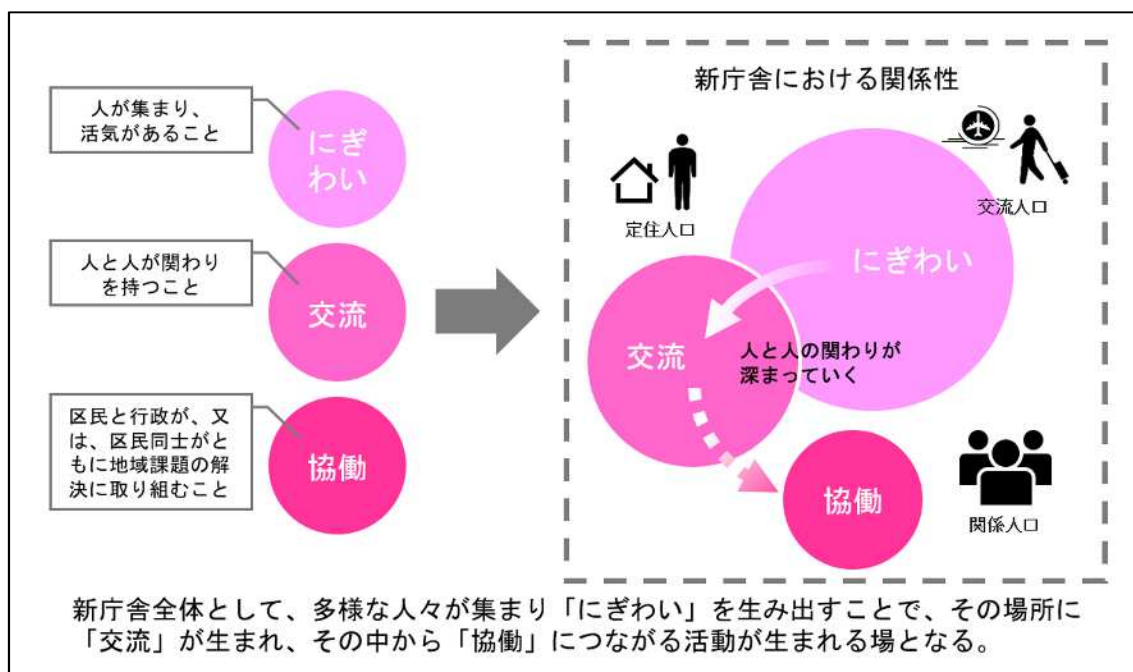 人が集まり、
活気があること
にぎ
わい
人と人が関わり
を持つこと
交流
区民と行政が、又
は、区民同士がと
もに地域課題の解
決に取り組むこと
協働
新庁舎における関係性
定住人口
交流人口
にぎわい
交流
人と人の関わりが
深まっていく
協働
関係人口
新庁舎全体として、多様な人々が集まり「にぎわい」を生み出すことで、その場所に
「交流」が生まれ、その中から「協働」につながる活動が生まれる場となる。